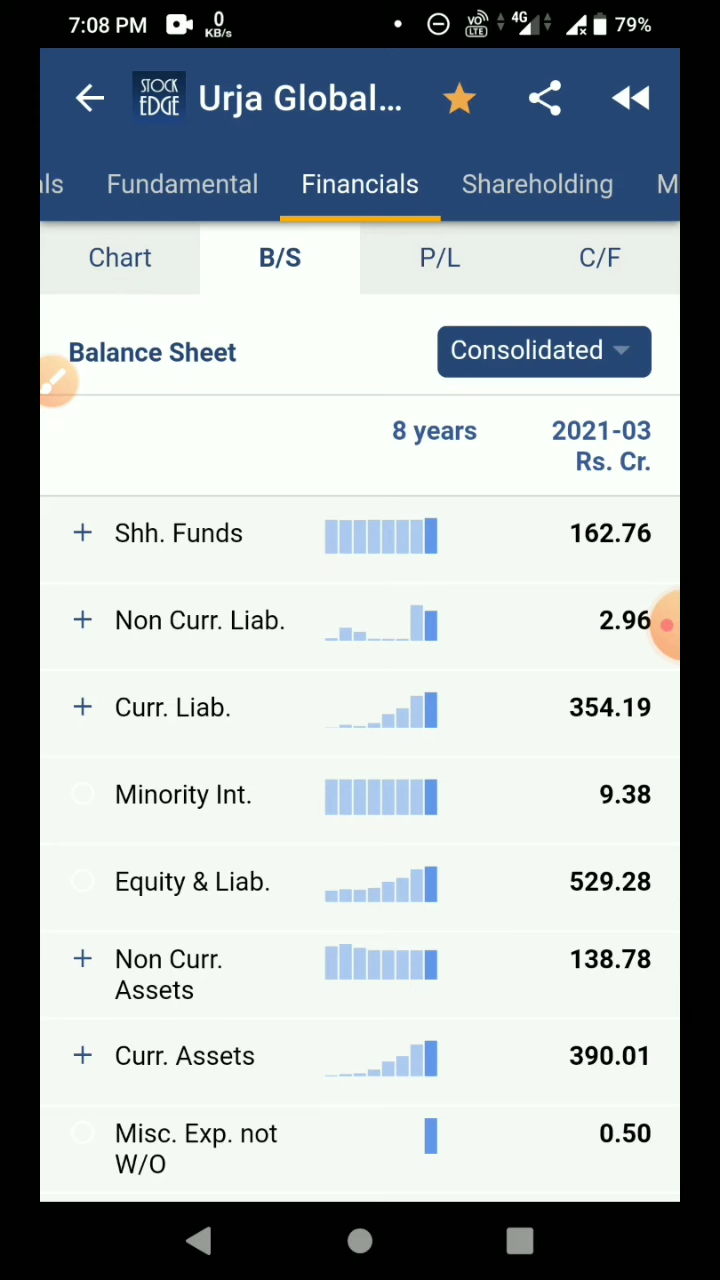 7:08 PM 0 KB/s VO LTE 4G 79%
STOCK EDGE Urja Global...
als Fundamental Financials Shareholding M
Chart B/S P/L C/F
Balance Sheet Consolidated
8 years 2021-03
Rs. Cr.
+ Shh. Funds 162.76
+ Non Curr. Liab. 2.96
+ Curr. Liab. 354.19
Minority Int. 9.38
Equity & Liab. 529.28
+ Non Curr. 138.78
Assets
+ Curr. Assets 390.01
Misc. Exp. not 0.50
W/O